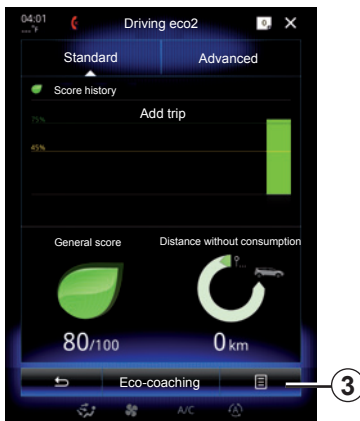 04:01
Driving eco2
--- °F
Standard
Advanced
Score history
75%
Add trip
45%
General score
Distance without consumption
?...
80/100
0 km
Eco-coaching
3
A/C